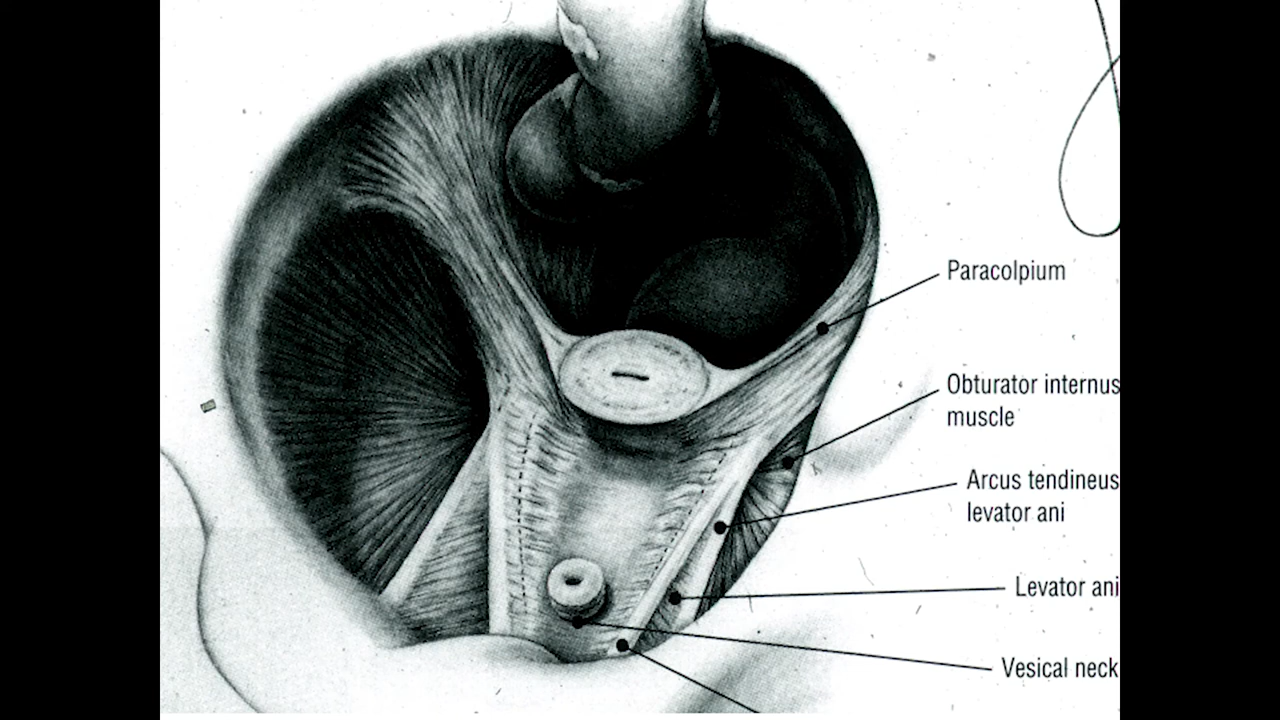 Paracolpium
Obturator internus
muscle
Arcus tendineus
levator ani
Levator ani
Vesical neck